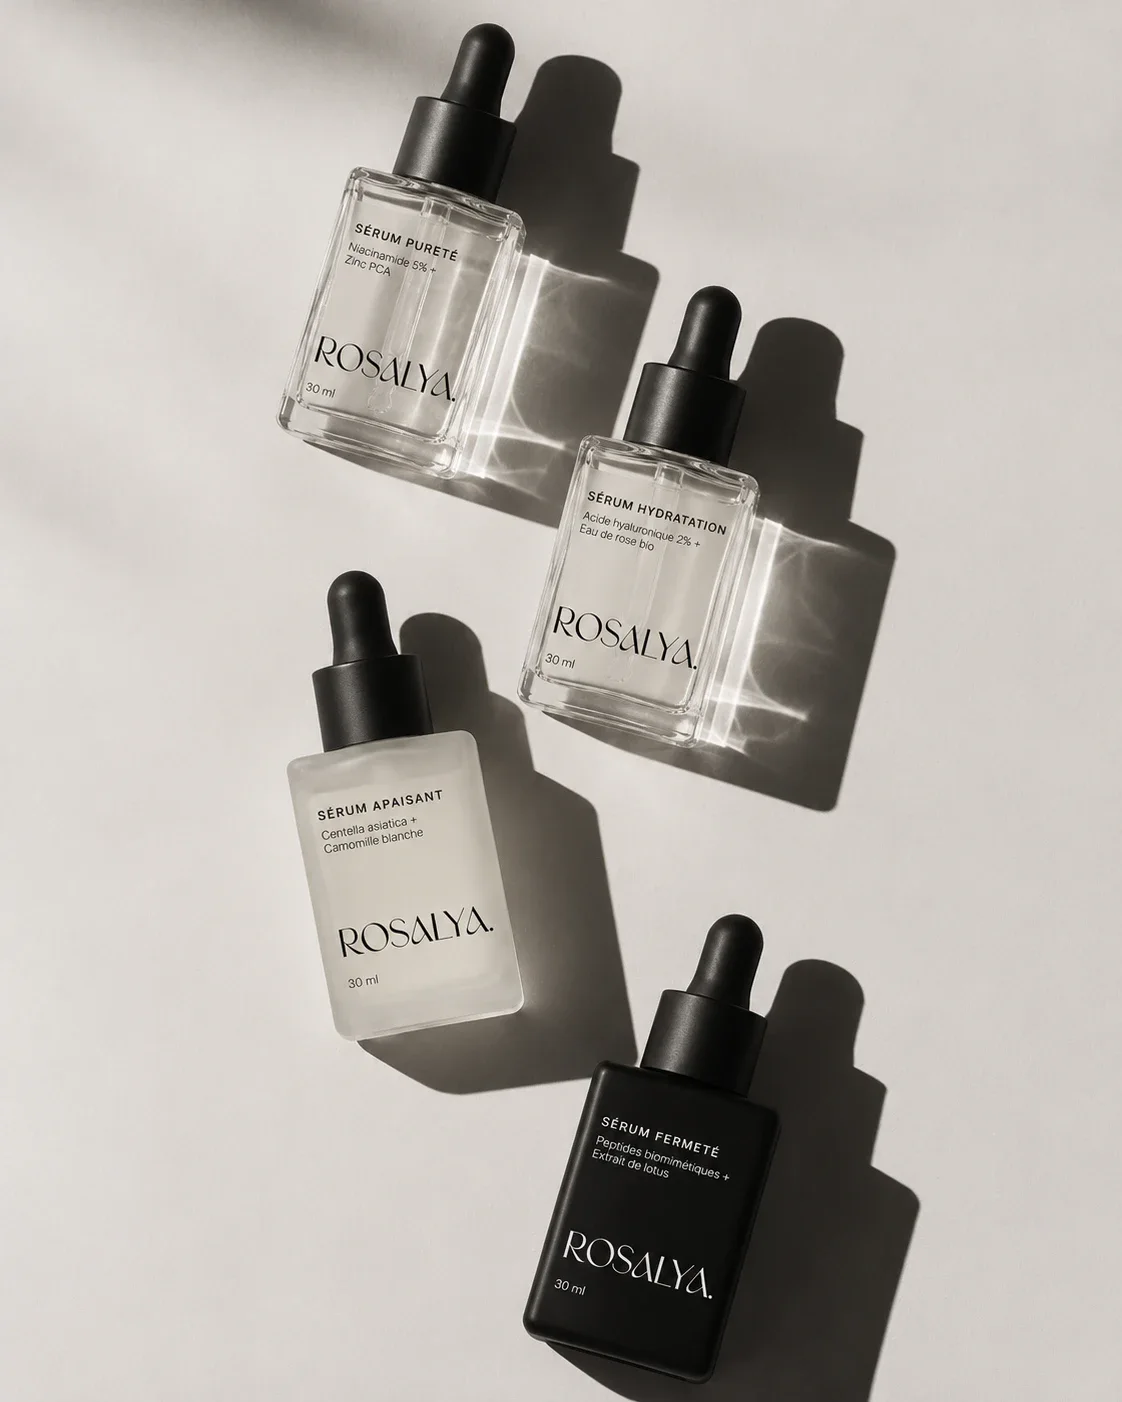 SÉRUM PURETÉ
Niacinamide 5% +
Zinc PCA
ROSALYA.
30 ml
SÉRUM HYDRATATION
Acide hyaluronique 2% +
Eau de rose bio
ROSALYA.
30 ml
SÉRUM APAISANT
Centella asiatica +
Camomille blanche
ROSALYA.
30 ml
SÉRUM FERMETÉ
Peptides biomimétiques +
Extrait de lotus
ROSALYA.
30 ml